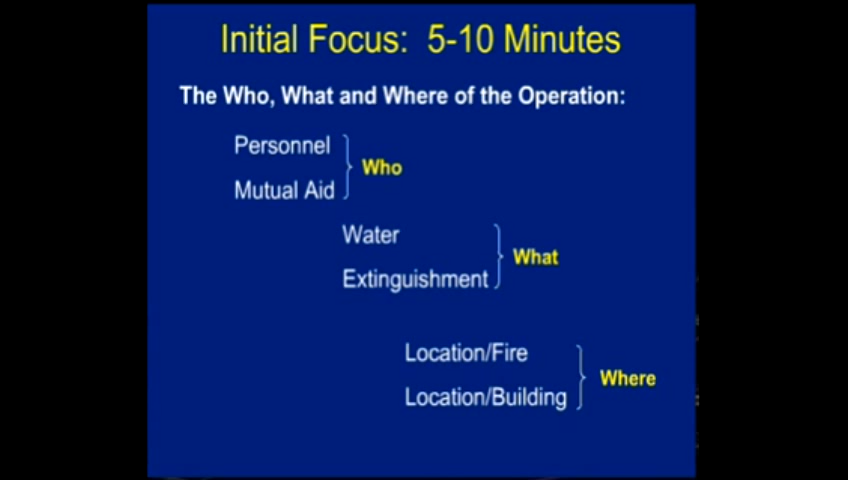 Initial Focus:  5-10 Minutes
The Who, What and Where of the Operation:
Personnel
Who
Mutual Aid
Water
What
Extinguishment
Location/Fire
Where
Location/Building